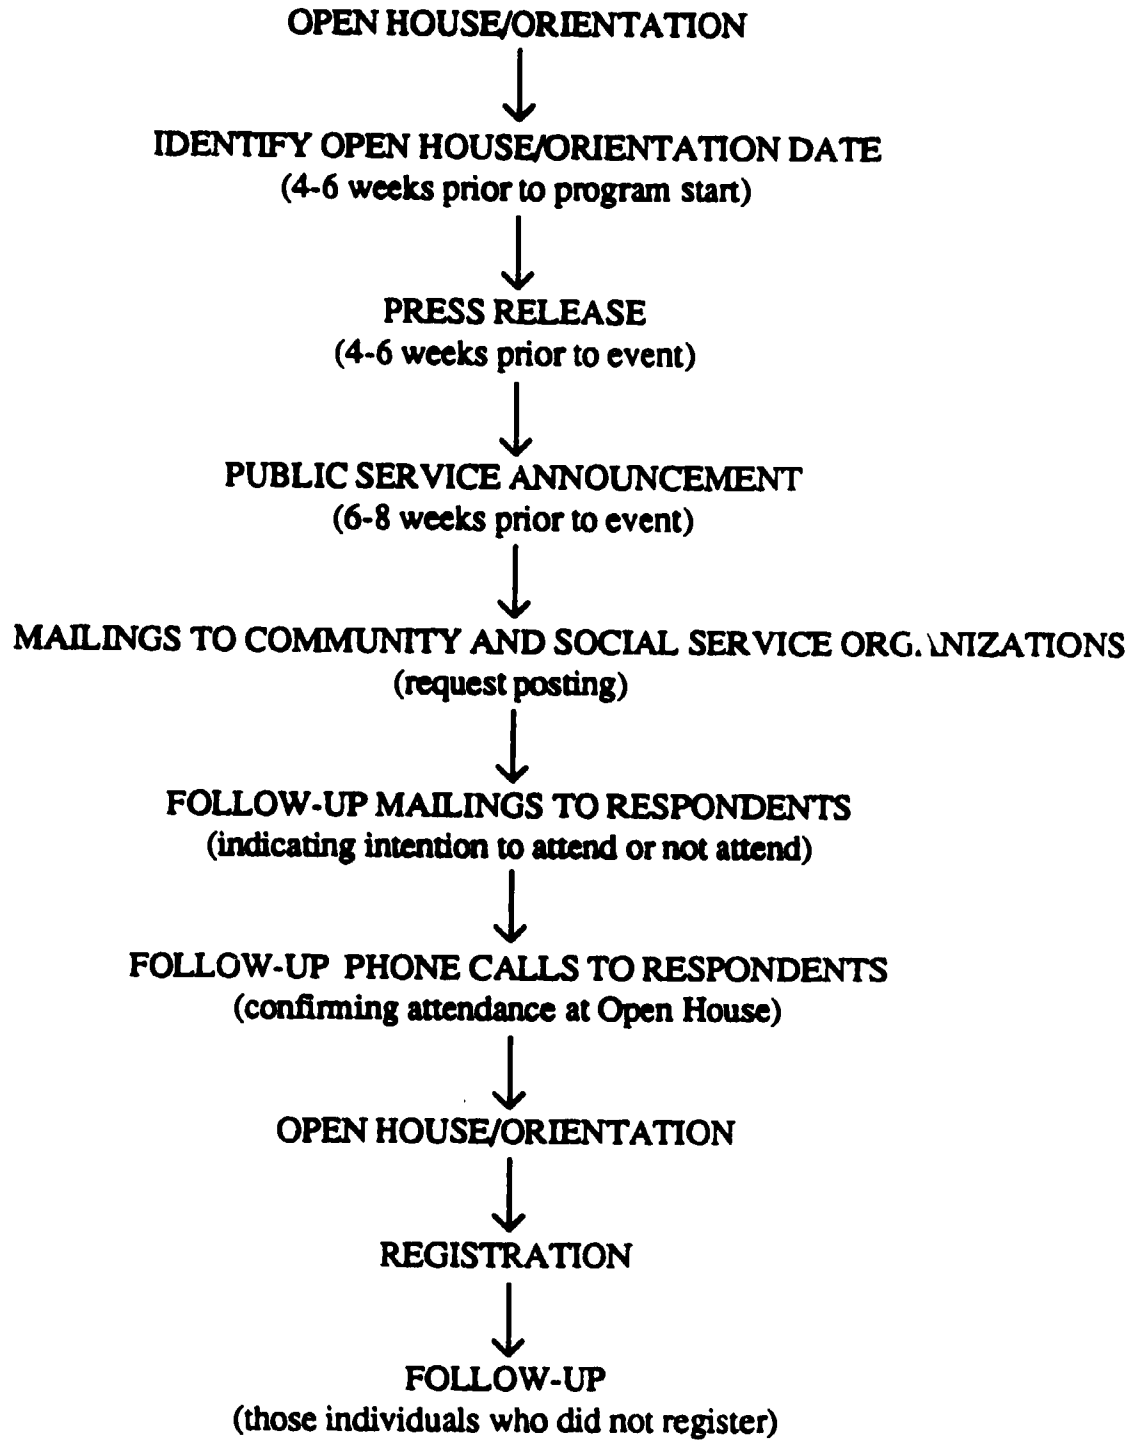 OPEN HOUSE/ORIENTATION
IDENTIFY OPEN HOUSE/ORIENTATION DATE
(4-6 weeks prior to program start)
PRESS RELEASE
(4-6 weeks prior to event)
PUBLIC SERVICE ANNOUNCEMENT
(6-8 weeks prior to event)
MAILINGS TO COMMUNITY AND SOCIAL SERVICE ORGANIZATIONS
(request posting)
FOLLOW-UP MAILINGS TO RESPONDENTS
(indicating intention to attend or not attend)
FOLLOW-UP PHONE CALLS TO RESPONDENTS
(confirming attendance at Open House)
OPEN HOUSE/ORIENTATION
REGISTRATION
FOLLOW-UP
(those individuals who did not register)